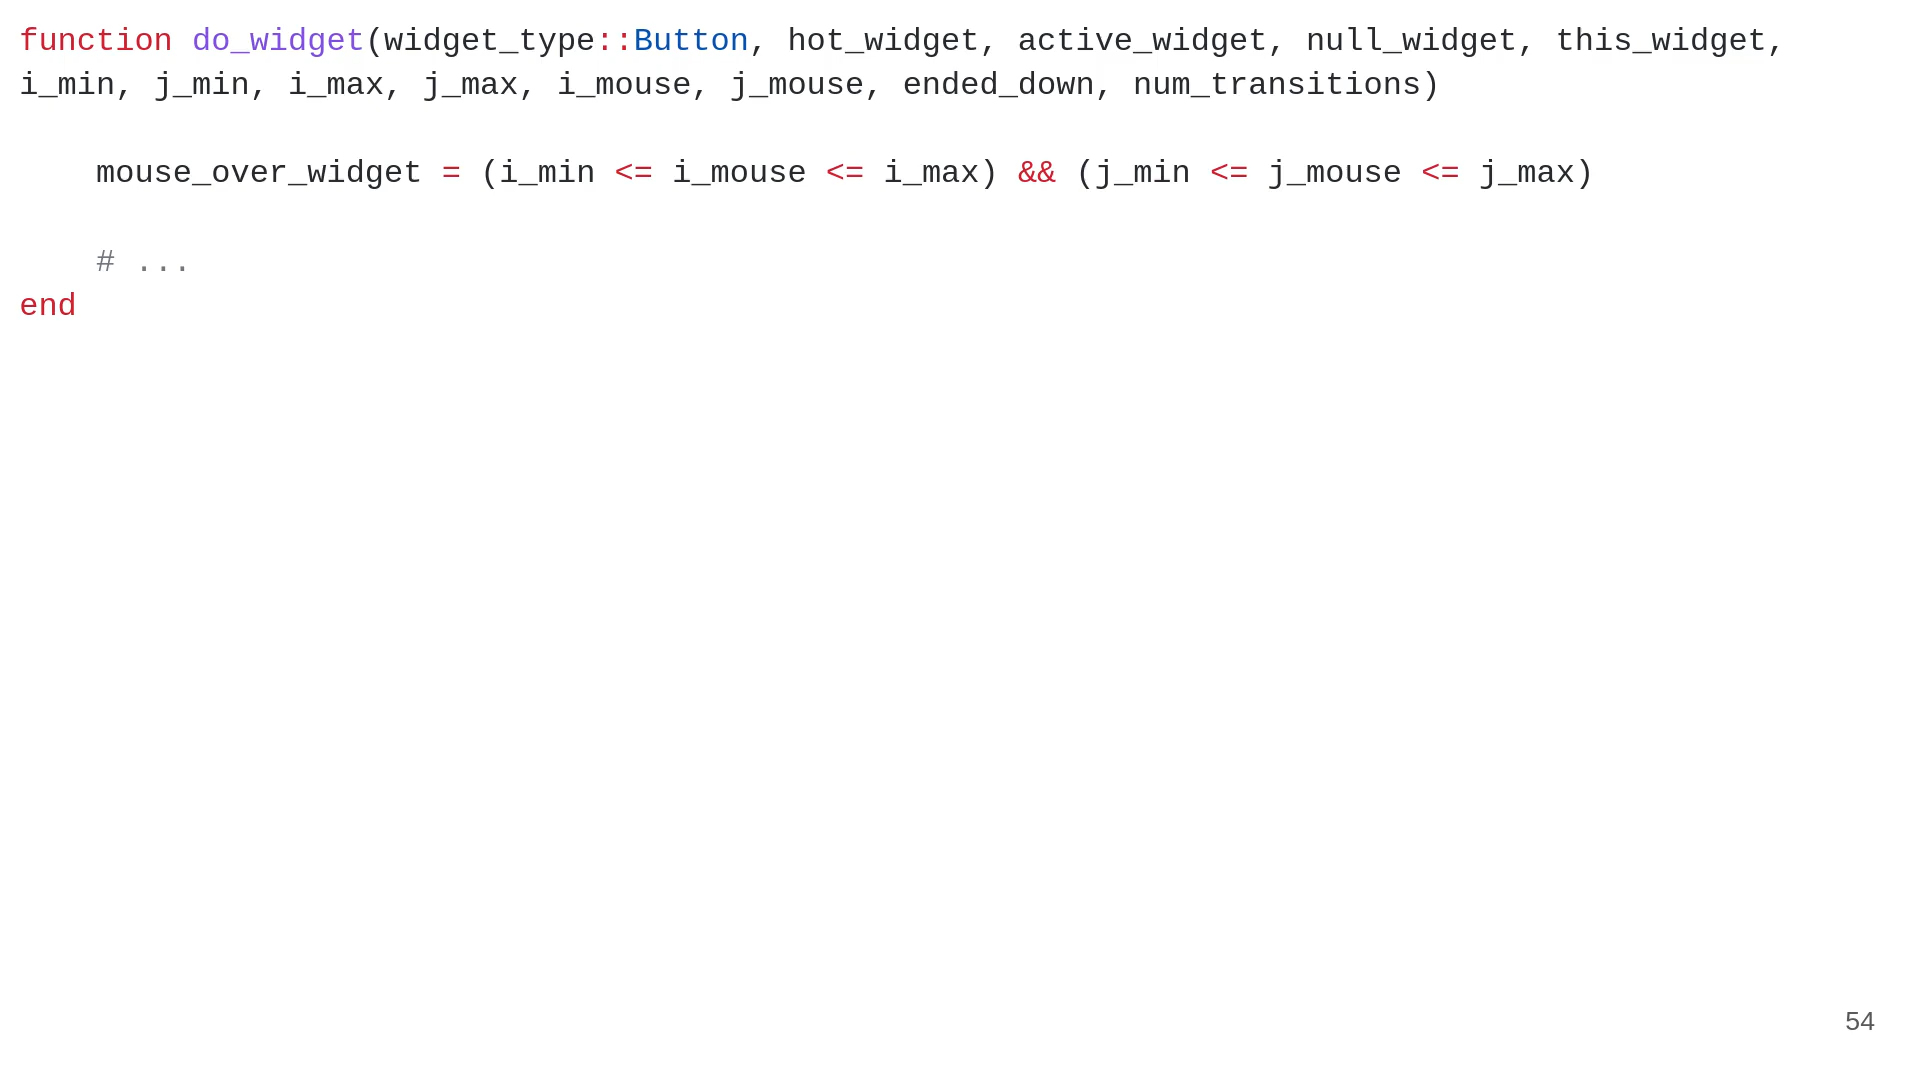 function do_widget(widget_type::Button, hot_widget, active_widget, null_widget, this_widget,
i_min, j_min, i_max, j_max, i_mouse, j_mouse, ended_down, num_transitions)

    mouse_over_widget = (i_min <= i_mouse <= i_max) && (j_min <= j_mouse <= j_max)

    # ...
end
54